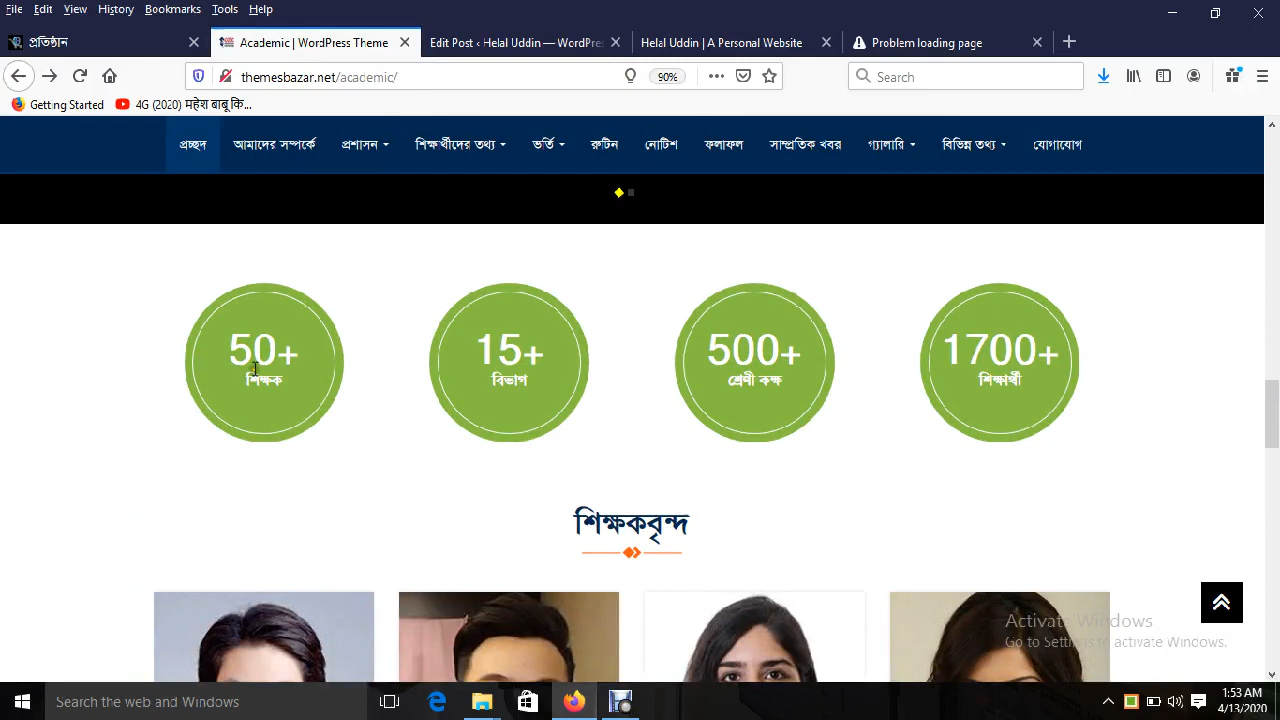 File Edit View History Bookmarks Tools Help
প্রতিষ্ঠান
Academic | WordPress Theme
Edit Post ‹ Helal Uddin — WordPres
Helal Uddin | A Personal Website
Problem loading page
themesbazar.net/academic/
90%
Search
Getting Started
4G (2020) महेश बाबू कि...
প্রচ্ছদ আমাদের সম্পর্কে প্রশাসন শিক্ষার্থীদের তথ্য ভর্তি রুটিন নোটিশ ফলাফল সাম্প্রতিক খবর গ্যালারি বিভিন্ন তথ্য যোগাযোগ
50+
শিক্ষক
15+
বিভাগ
500+
শ্রেণী কক্ষ
1700+
শিক্ষার্থী
শিক্ষকবৃন্দ
Activate Windows
Go to Settings to activate Windows.
Search the web and Windows
1:53 AM
4/13/2020